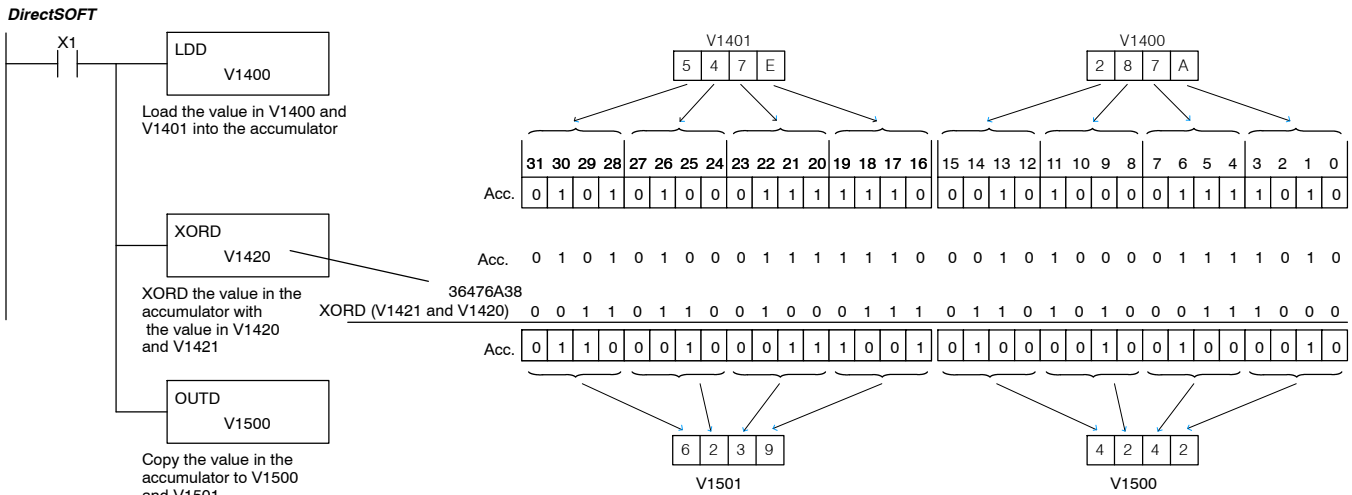 DirectSOFT
X1
LDD
V1400
Load the value in V1400 and
V1401 into the accumulator
XORD
V1420
XORD the value in the
accumulator with
the value in V1420
and V1421
OUTD
V1500
Copy the value in the
accumulator to V1500
and V1501
V1401 V1400
5 4 7 E 2 8 7 A
31 30 29 28 27 26 25 24 23 22 21 20 19 18 17 16 15 14 13 12 11 10 9 8 7 6 5 4 3 2 1 0
Acc. 0 1 0 1 0 1 0 0 0 1 1 1 1 1 1 0 0 0 1 0 1 0 0 0 0 1 1 1 1 0 1 0
Acc. 0 1 0 1 0 1 0 0 0 1 1 1 1 1 1 0 0 0 1 0 1 0 0 0 0 1 1 1 1 0 1 0
36476A38
XORD (V1421 and V1420) 0 0 1 1 0 1 1 0 0 1 0 0 0 1 1 1 0 1 1 0 1 0 1 0 0 0 1 1 1 0 0 0
Acc. 0 1 1 0 0 0 1 0 0 0 1 1 1 0 0 1 0 1 0 0 0 0 1 0 0 1 0 0 0 0 1 0
6 2 3 9 4 2 4 2
V1501 V1500